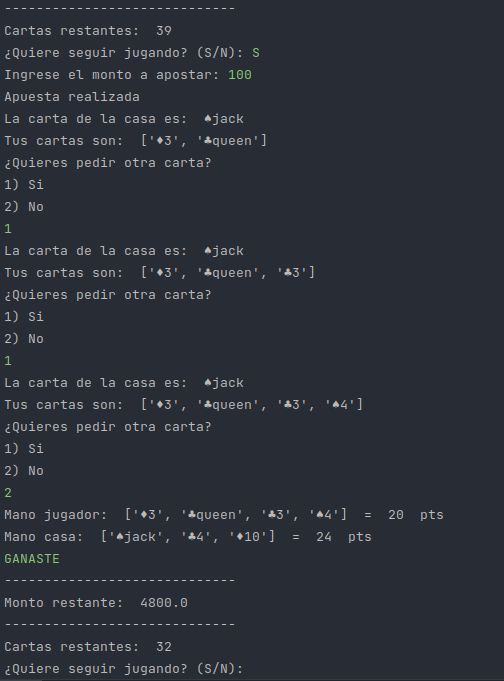 -----------------------------
Cartas restantes:  39
¿Quiere seguir jugando? (S/N): S
Ingrese el monto a apostar: 100
Apuesta realizada
La carta de la casa es:  ♠jack
Tus cartas son:  ['♦3', '♣queen']
¿Quieres pedir otra carta?
1) Si
2) No
1
La carta de la casa es:  ♠jack
Tus cartas son:  ['♦3', '♣queen', '♣3']
¿Quieres pedir otra carta?
1) Si
2) No
1
La carta de la casa es:  ♠jack
Tus cartas son:  ['♦3', '♣queen', '♣3', '♠4']
¿Quieres pedir otra carta?
1) Si
2) No
2
Mano jugador:  ['♦3', '♣queen', '♣3', '♠4']  =  20  pts
Mano casa:  ['♠jack', '♣4', '♦10']  =  24  pts
GANASTE
-----------------------------
Monto restante:  4800.0
-----------------------------
Cartas restantes:  32
¿Quiere seguir jugando? (S/N):